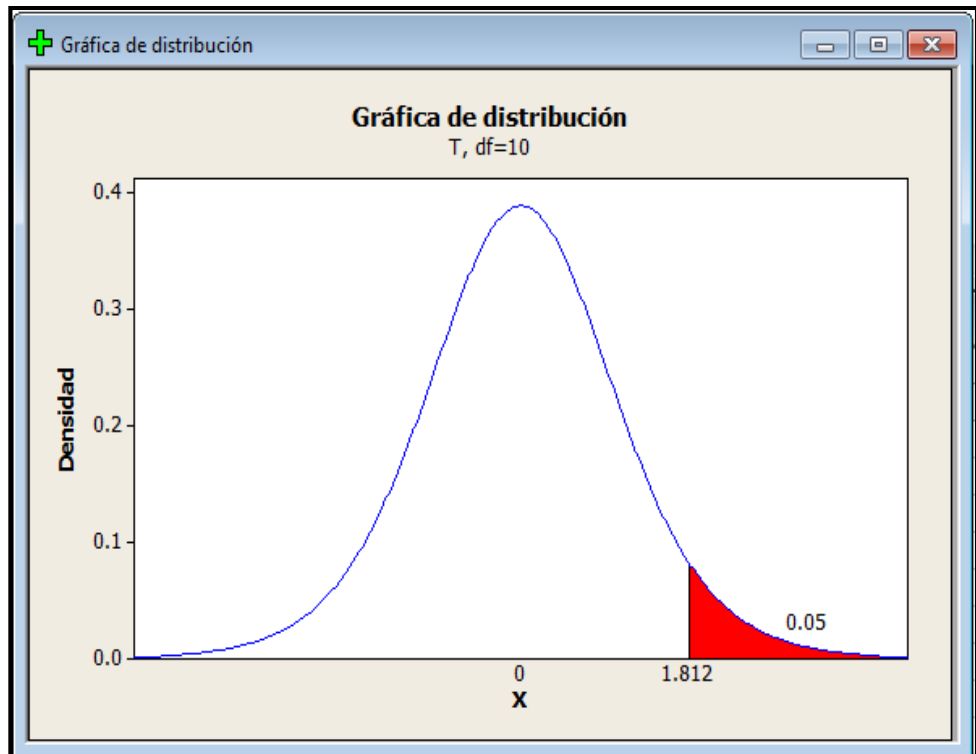 Gráfica de distribución
Gráfica de distribución
T, df=10
0.4
0.3
0.2
0.1
0.0
Densidad
0.05
0
1.812
X